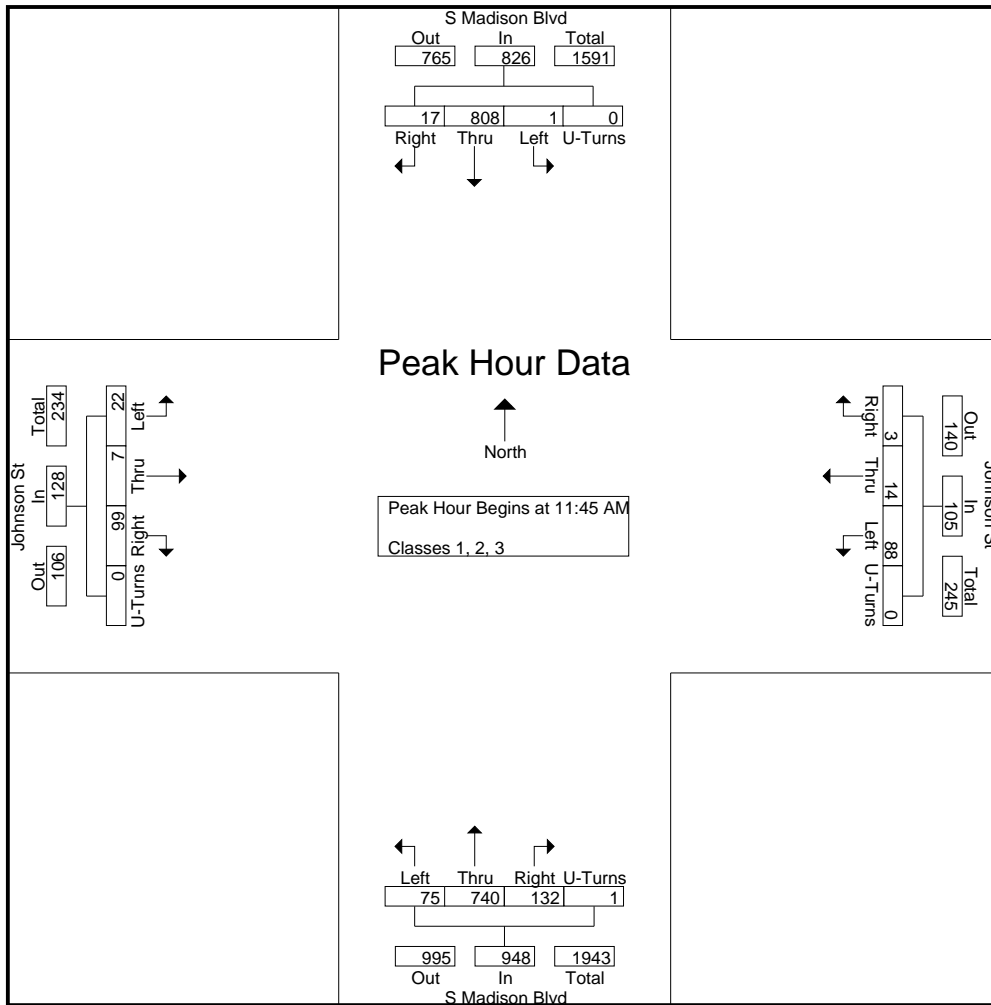 S Madison Blvd
Out In Total
765 826 1591
17 808 1 0
Right Thru Left U-Turns
Peak Hour Data
North
Peak Hour Begins at 11:45 AM
Classes 1, 2, 3
Johnson St
Total In Out
234 128 106
22 7 99 0
Left Thru Right U-Turns
Johnson St
Out In Total
140 105 245
3 14 88 0
Right Thru Left U-Turns
Left Thru Right U-Turns
75 740 132 1
995 948 1943
Out In Total
S Madison Blvd